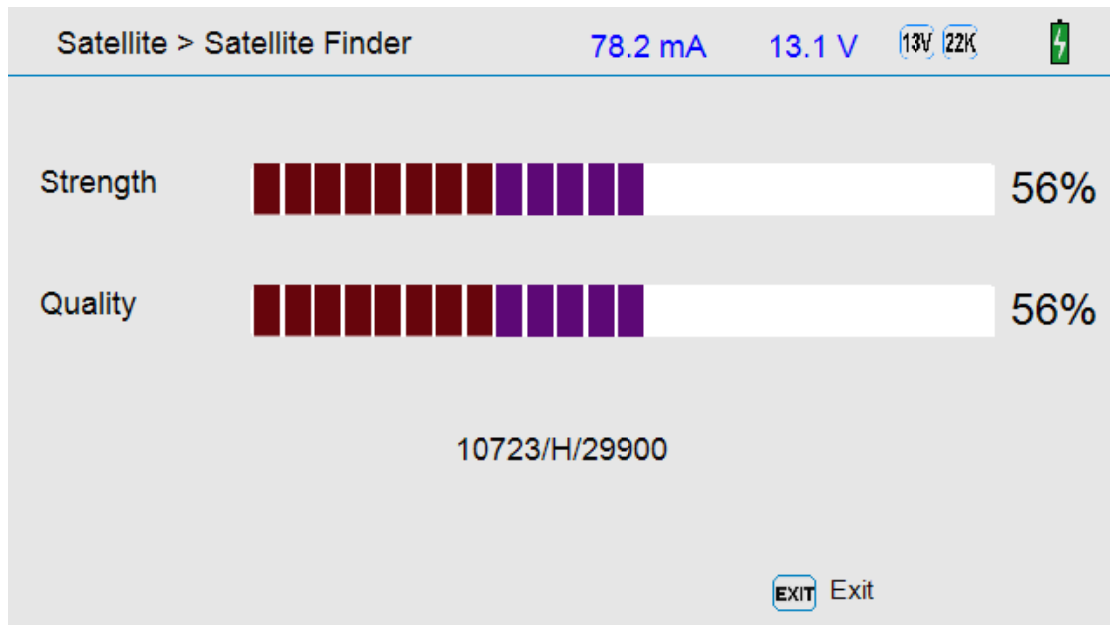 Satellite > Satellite Finder 78.2 mA 13.1 V 13V 22K
Strength 56%
Quality 56%
10723/H/29900
EXIT Exit